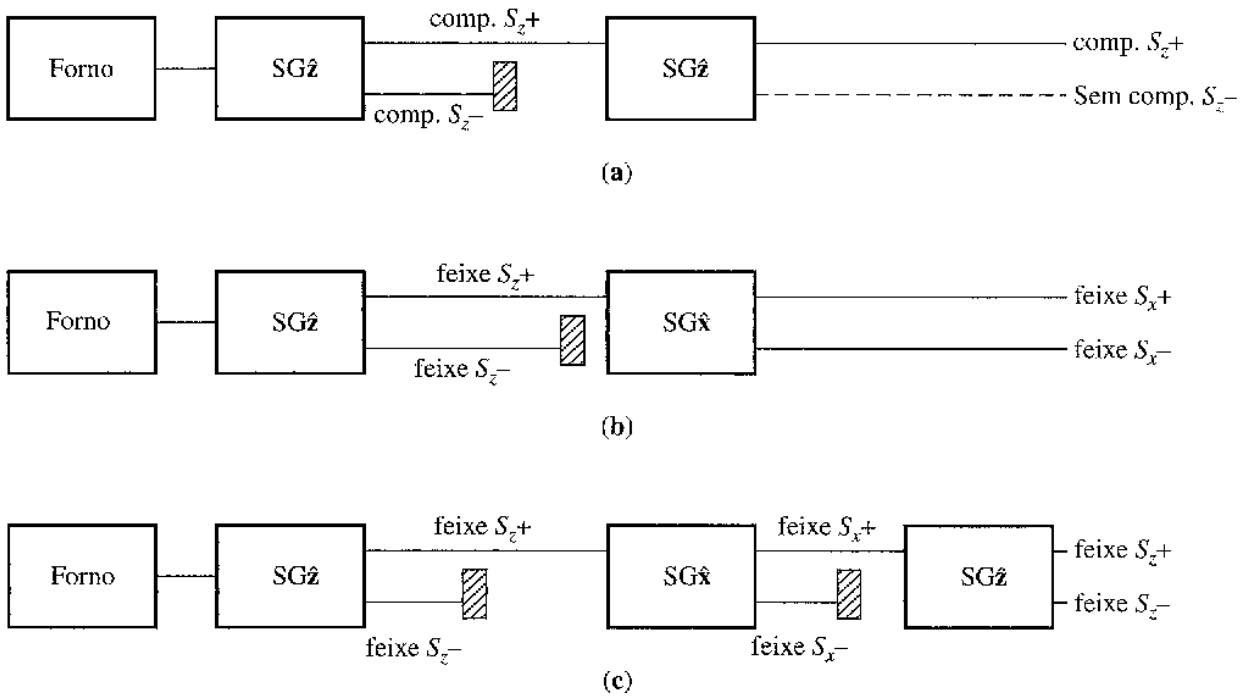 comp. S_z+
Forno SGẑ SGẑ comp. S_z+
comp. S_z− Sem comp. S_z−
(a)
feixe S_z+ feixe S_x+
Forno SGẑ SGx̂
feixe S_z− feixe S_x−
(b)
feixe S_z+ feixe S_x+ feixe S_z+
Forno SGẑ SGx̂ SGẑ
feixe S_z− feixe S_x− feixe S_z−
(c)